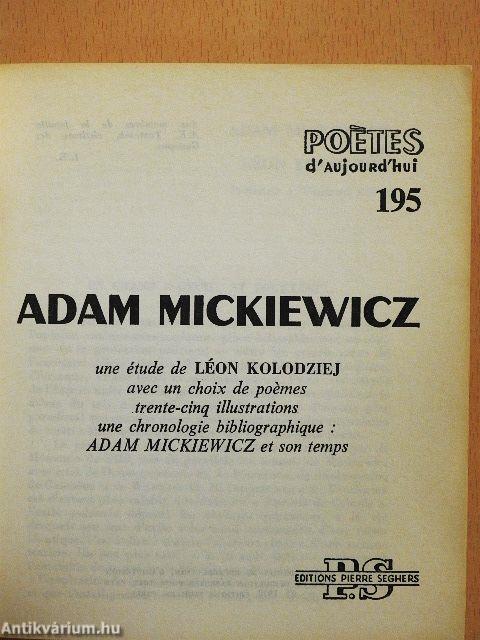 POÈTES
d'AUJOURD'HUI
195
ADAM MICKIEWICZ
une étude de LÉON KOLODZIEJ
avec un choix de poèmes
trente-cinq illustrations
une chronologie bibliographique :
ADAM MICKIEWICZ et son temps
P.S
EDITIONS PIERRE SEGHERS
Antikvárium.hu